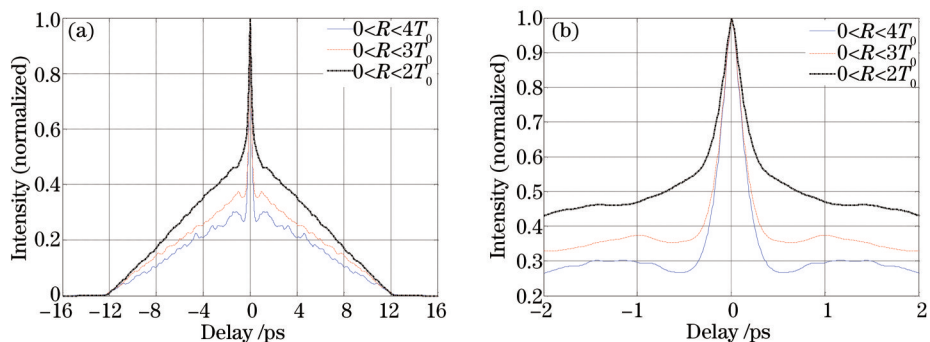 (a)
0<R<4T₀
0<R<3T₀
0<R<2T₀
Intensity (normalized)
1.0
0.8
0.6
0.4
0.2
0
−16 −12 −8 −4 0 4 8 12 16
Delay /ps
(b)
0<R<4T₀
0<R<3T₀
0<R<2T₀
Intensity (normalized)
1.0
0.9
0.8
0.7
0.6
0.5
0.4
0.3
0.2
−2 −1 0 1 2
Delay /ps